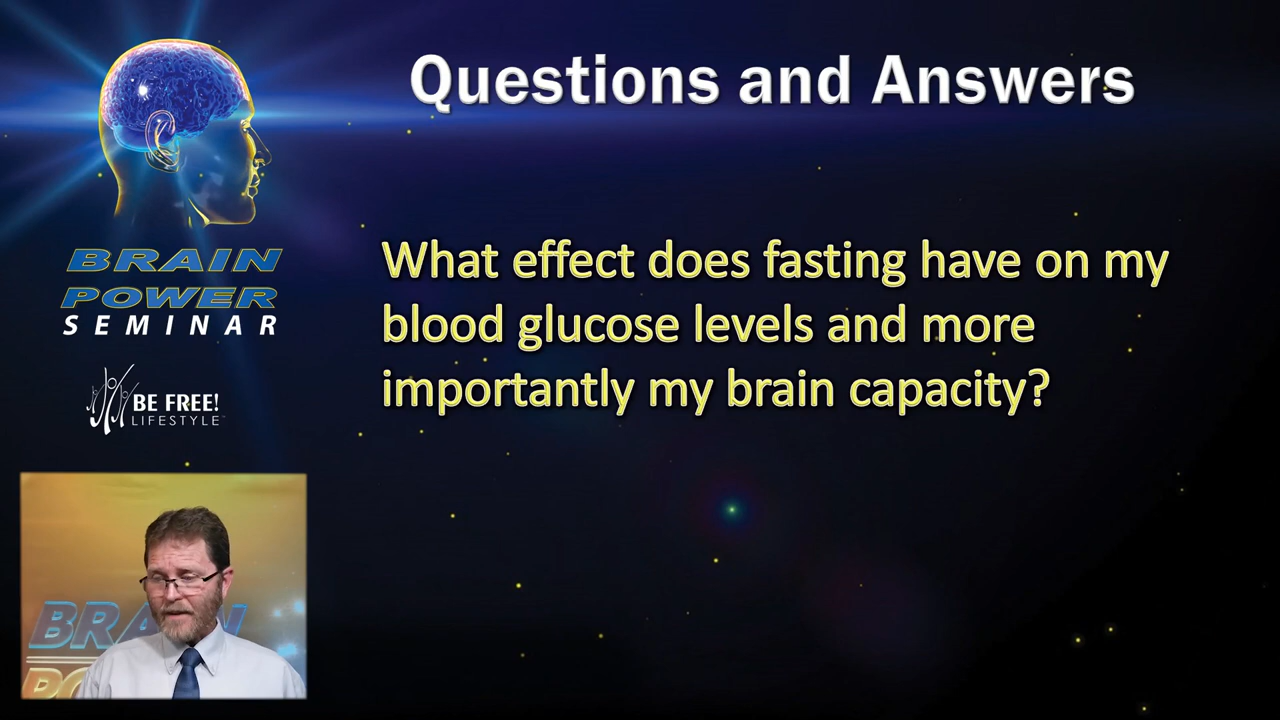 Questions and Answers
BRAIN
POWER
SEMINAR
BE FREE!
LIFESTYLE™
What effect does fasting have on my
blood glucose levels and more
importantly my brain capacity?